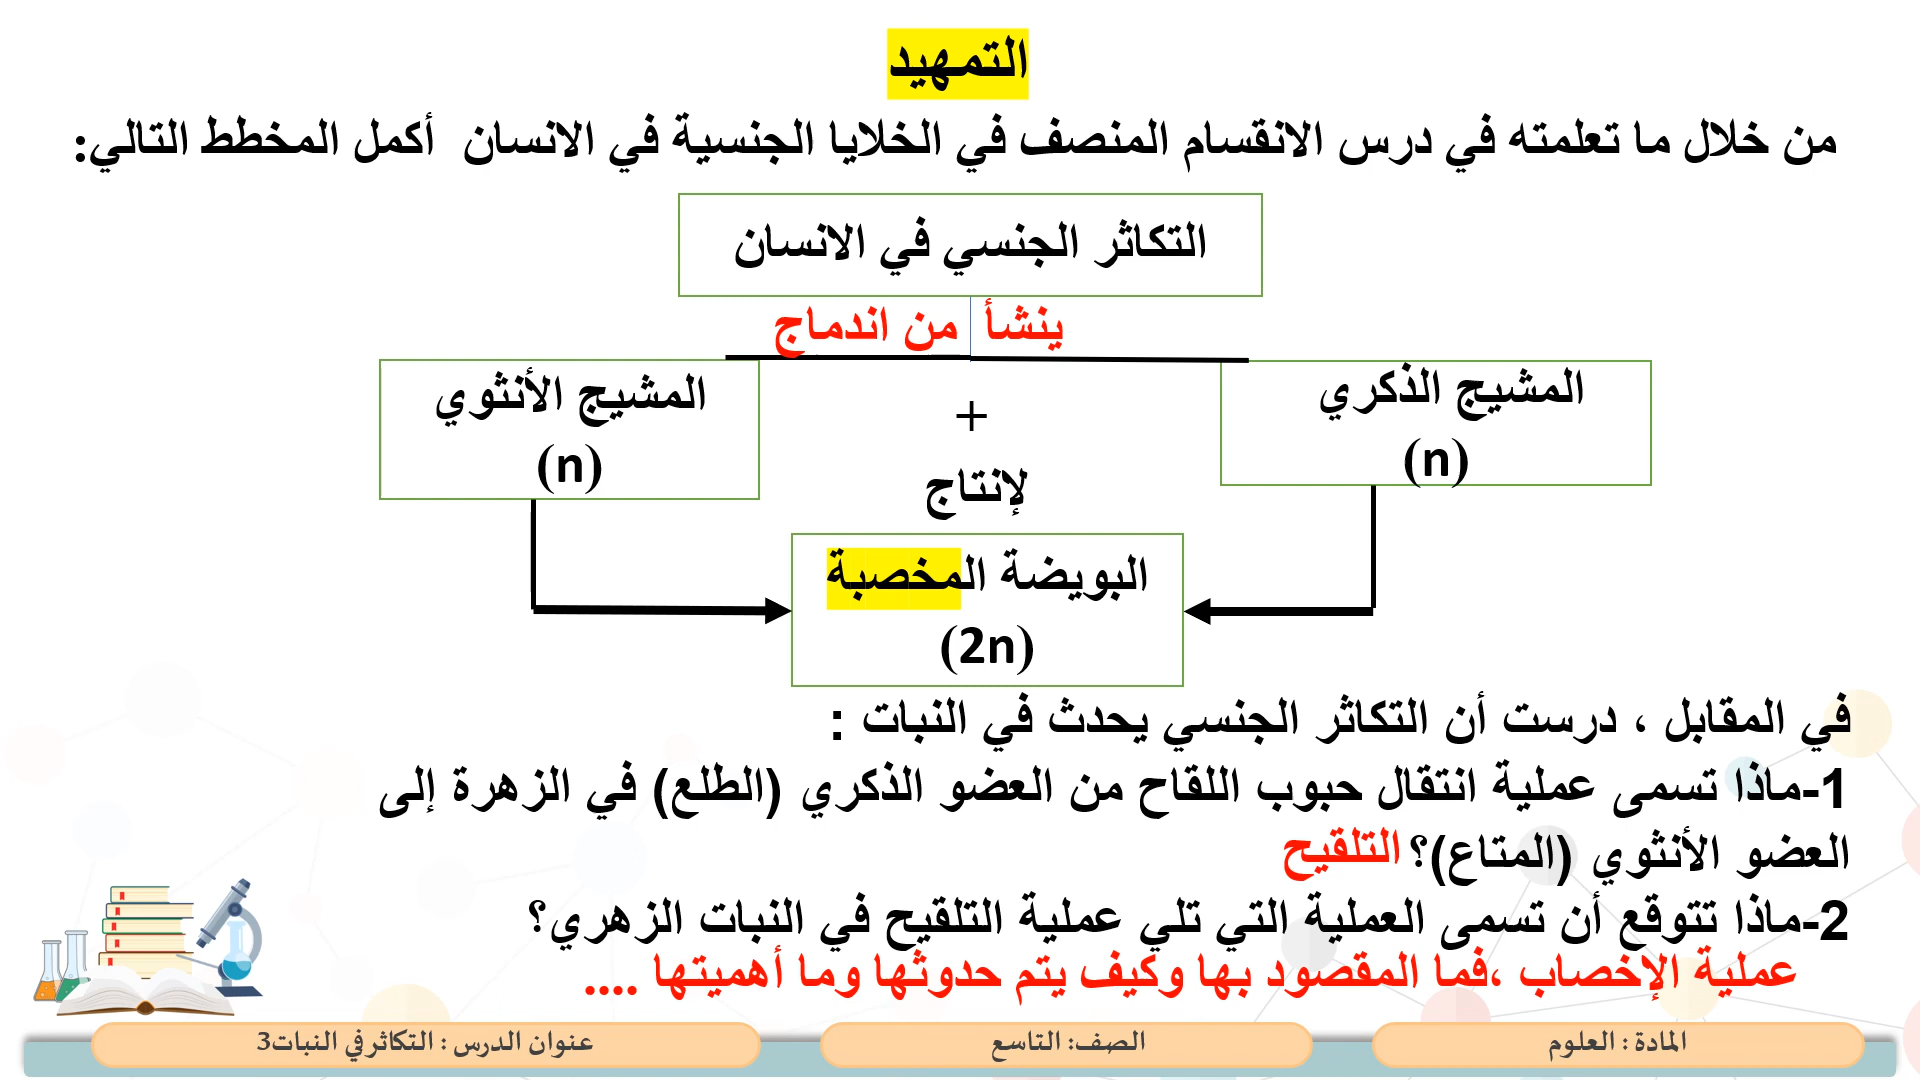 التمهيد
من خلال ما تعلمته في درس الانقسام المنصف في الخلايا الجنسية في الانسان أكمل المخطط التالي:
التكاثر الجنسي في الانسان
ينشأ من اندماج
المشيج الذكري
(n)
+
المشيج الأنثوي
(n)
لإنتاج
البويضة المخصبة
(2n)
في المقابل ، درست أن التكاثر الجنسي يحدث في النبات :
1-ماذا تسمى عملية انتقال حبوب اللقاح من العضو الذكري (الطلع) في الزهرة إلى
العضو الأنثوي (المتاع)؟ التلقيح
2-ماذا تتوقع أن تسمى العملية التي تلي عملية التلقيح في النبات الزهري؟
عملية الإخصاب ،فما المقصود بها وكيف يتم حدوثها وما أهميتها ....
المادة : العلوم
الصف: التاسع
عنوان الدرس : التكاثر في النبات3